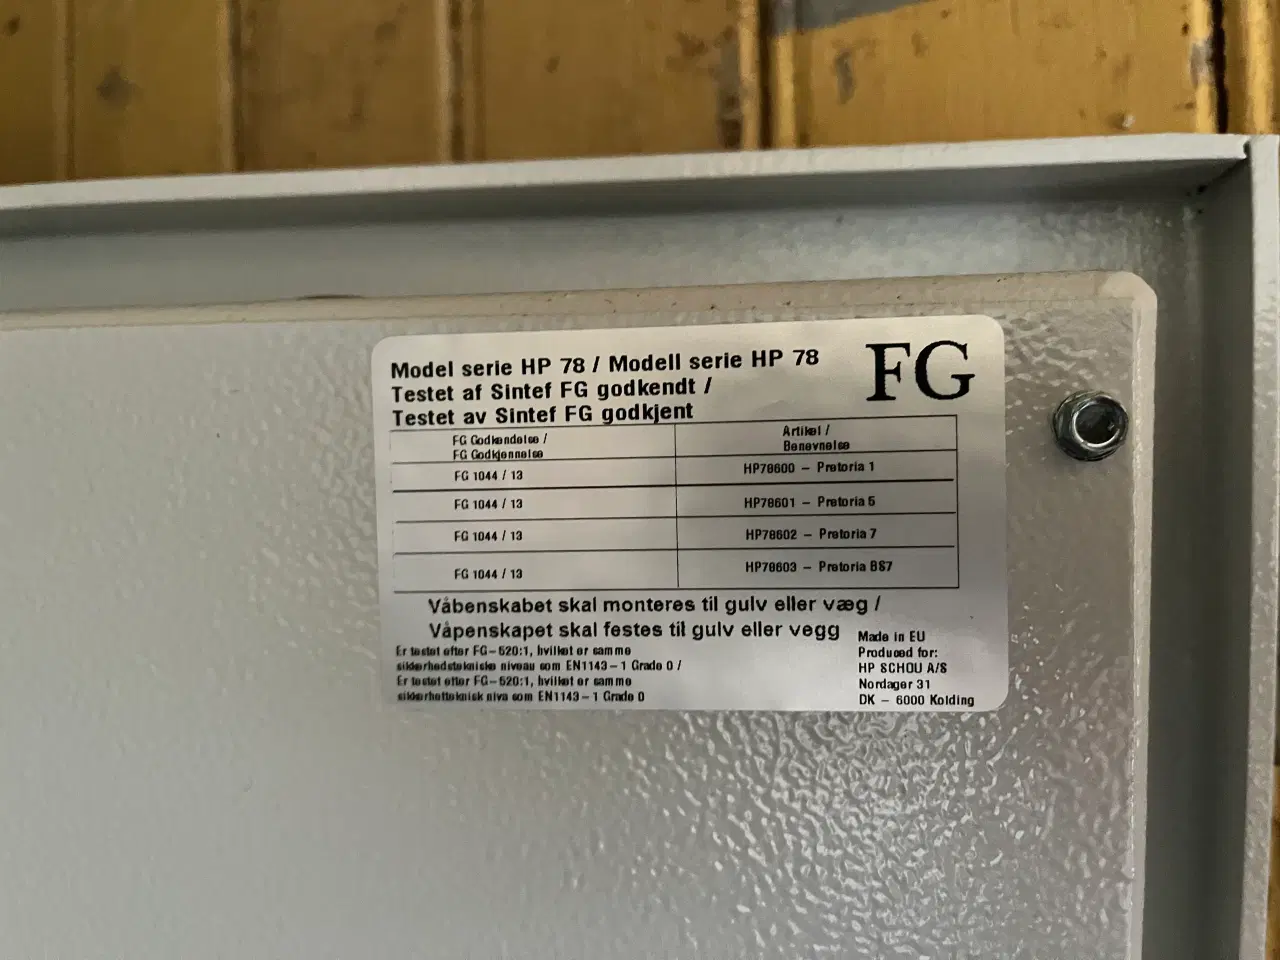 Model serie HP 78 / Modell serie HP 78
FG
Testet af Sintef FG godkendt /
Testet av Sintef FG godkjent
FG Godkendelse /
FG Godkjennelse
Artikel /
Benevnelse
FG 1044 / 13
HP78600 – Pretoria 1
FG 1044 / 13
HP78601 – Pretoria 5
FG 1044 / 13
HP78602 – Pretoria 7
FG 1044 / 13
HP78603 – Pretoria BS7
Våbenskabet skal monteres til gulv eller væg /
Våpenskapet skal festes til gulv eller vegg
Er testet efter FG–520:1, hvilket er samme
sikkerhedstekniske niveau som EN1143–1 Grade 0 /
Er testet etter FG–520:1, hvilket er samme
sikkerhetteknisk niva som EN1143–1 Grade 0
Made in EU
Produced for:
HP SCHOU A/S
Nordager 31
DK – 6000 Kolding